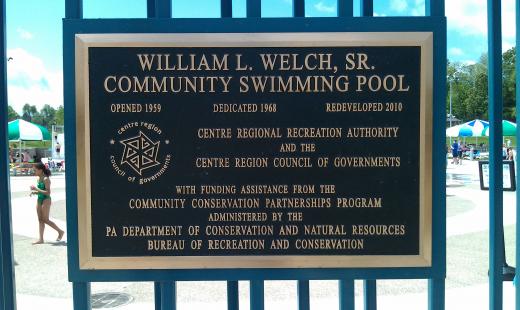 WILLIAM L. WELCH, SR.
COMMUNITY SWIMMING POOL
OPENED 1959 DEDICATED 1968 REDEVELOPED 2010
centre region
council of governments
CENTRE REGIONAL RECREATION AUTHORITY
AND THE
CENTRE REGION COUNCIL OF GOVERNMENTS
WITH FUNDING ASSISTANCE FROM THE
COMMUNITY CONSERVATION PARTNERSHIPS PROGRAM
ADMINISTERED BY THE
PA DEPARTMENT OF CONSERVATION AND NATURAL RESOURCES
BUREAU OF RECREATION AND CONSERVATION